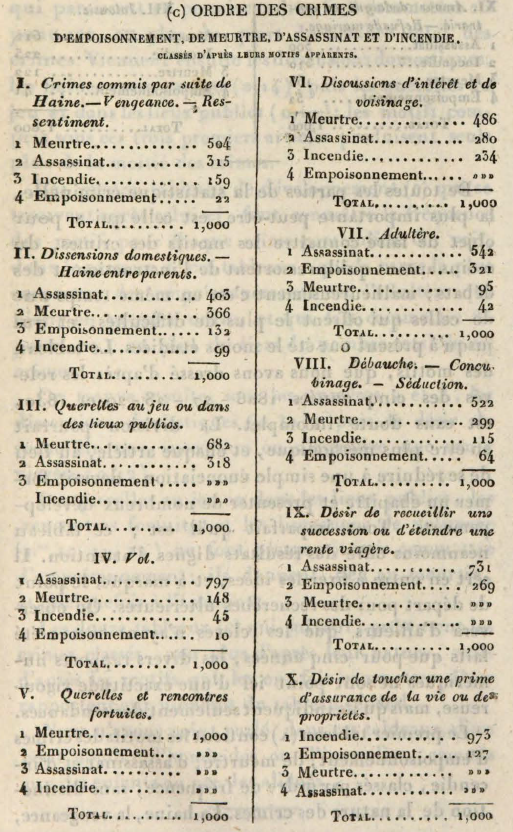 (c) ORDRE DES CRIMES
D'EMPOISONNEMENT, DE MEURTRE, D'ASSASSINAT ET D'INCENDIE,
CLASSÉS D'APRÈS LEURS MOTIFS APPARENTS.
I. Crimes commis par suite de
Haine.—Vengeance.—Res-
sentiment.
1 Meurtre.......... 504
2 Assassinat.......... 315
3 Incendie.......... 159
4 Empoisonnement..... 22
TOTAL.......... 1,000
II. Dissensions domestiques. —
Haine entre parents.
1 Assassinat.......... 403
2 Meurtre.......... 366
3 Empoisonnement..... 132
4 Incendie.......... 99
TOTAL.......... 1,000
III. Querelles au jeu ou dans
des lieux publics.
1 Meurtre.......... 682
2 Assassinat.......... 318
3 Empoisonnement..... »»»
Incendie.......... »»»
TOTAL.......... 1,000
IV. Vol.
1 Assassinat.......... 797
2 Meurtre.......... 148
3 Incendie.......... 45
4 Empoisonnement..... 10
TOTAL.......... 1,000
V. Querelles et rencontres
fortuites.
1 Meurtre.......... 1,000
2 Empoisonnement..... »»»
3 Assassinat.......... »»»
4 Incendie.......... »»»
TOTAL.......... 1,000
VI. Discussions d'intérêt et de
voisinage.
1 Meurtre.......... 486
2 Assassinat.......... 280
3 Incendie.......... 234
4 Empoisonnement..... »»»
TOTAL.......... 1,000
VII. Adultère.
1 Assassinat.......... 542
2 Empoisonnement..... 321
3 Meurtre.......... 95
4 Incendie.......... 42
TOTAL.......... 1,000
VIII. Débauche. — Concu-
binage. — Séduction.
1 Assassinat.......... 522
2 Meurtre.......... 299
3 Incendie.......... 115
4 Empoisonnement..... 64
TOTAL.......... 1,000
IX. Désir de recueillir une
succession ou d'éteindre une
rente viagère.
1 Assassinat.......... 731
2 Empoisonnement..... 269
3 Meurtre.......... »»»
4 Incendie.......... »»»
TOTAL.......... 1,000
X. Désir de toucher une prime
d'assurance de la vie ou des
propriétés.
1 Incendie.......... 973
2 Empoisonnement..... 127
3 Meurtre.......... »»»
4 Assassinat.......... »»»
TOTAL.......... 1,000